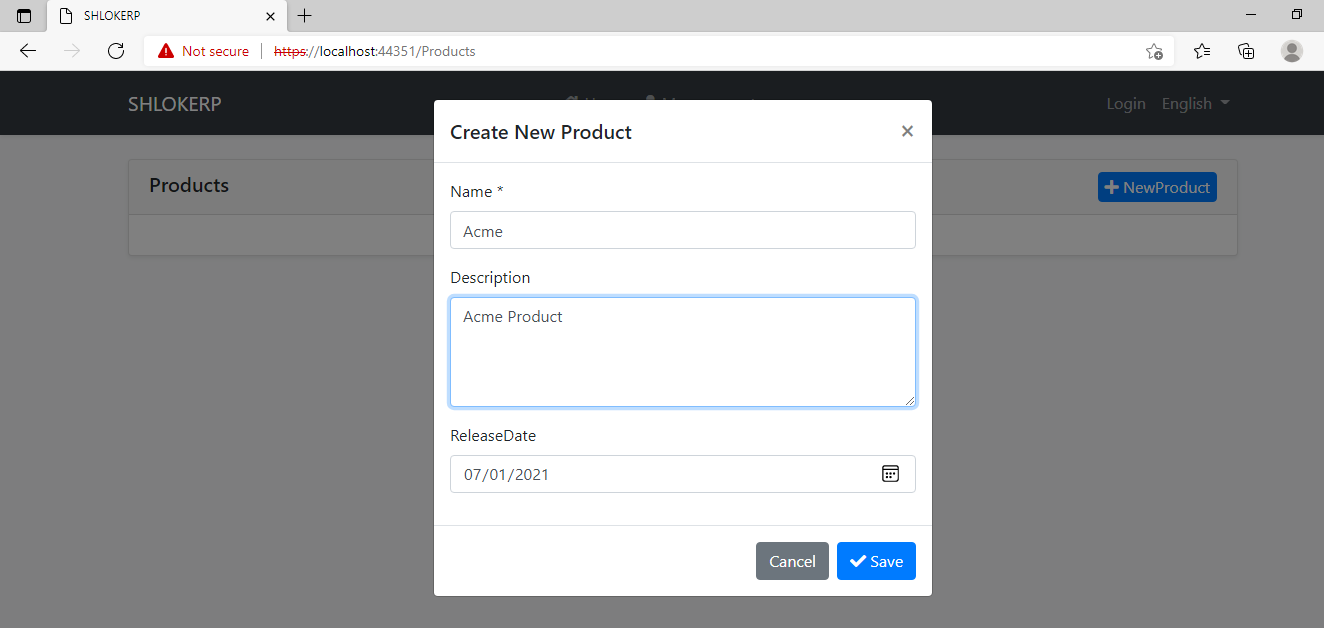 SHLOKERP
Not secure https://localhost:44351/Products
SHLOKERP
Login English
Products
NewProduct
Create New Product
Name *
Acme
Description
Acme Product
ReleaseDate
07/01/2021
Cancel
Save